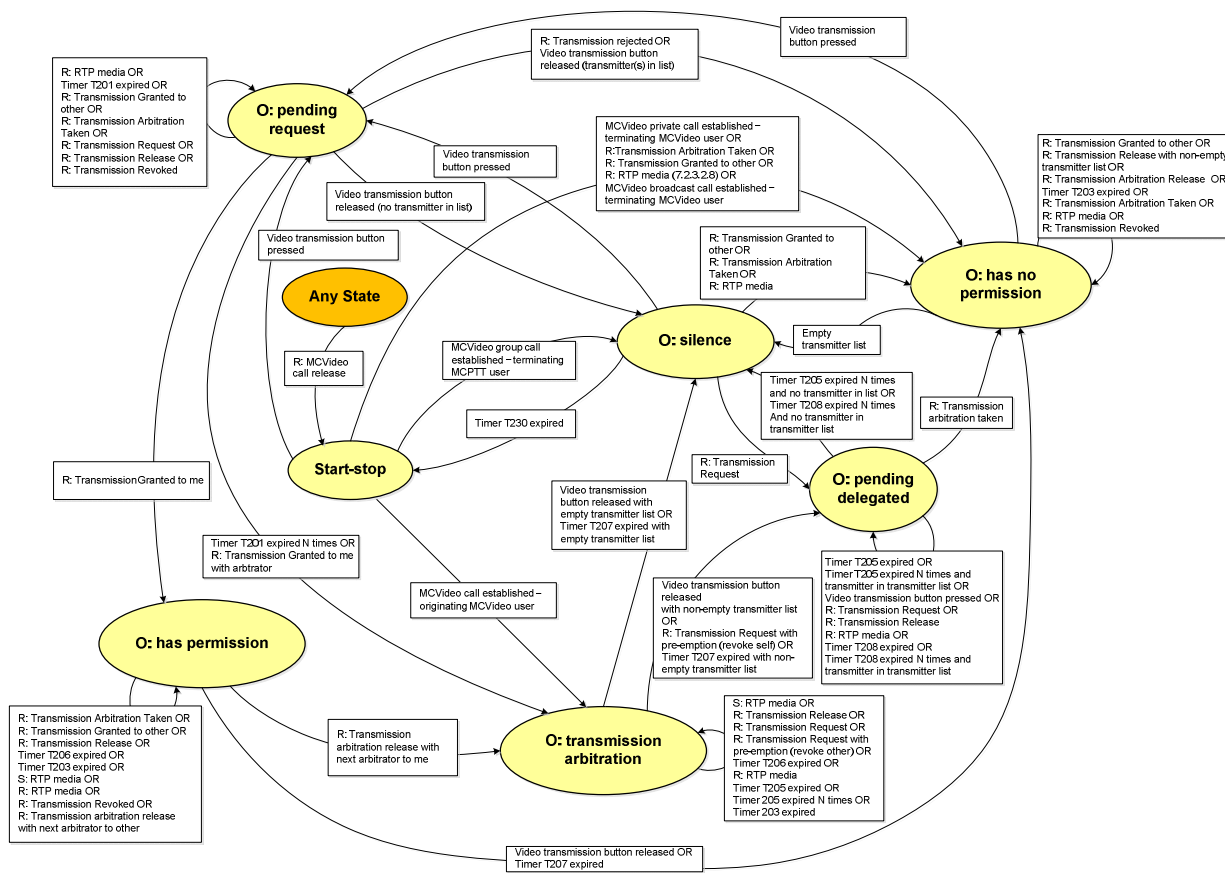 Video transmission
button pressed
R: Transmission rejected OR
Video transmission button
released (transmitter(s) in list)
R: RTP media OR
Timer T201 expired OR
R: Transmission Granted to
other OR
R: Transmission Arbitration
Taken OR
R: Transmission Request OR
R: Transmission Release OR
R: Transmission Revoked
O: pending
request
MCVideo private call established –
terminating MCVideo user OR
R:Transmission Arbitration Taken OR
R: Transmission Granted to other OR
R: RTP media (7.2.3.2.8) OR
MCVideo broadcast call established –
terminating MCVideo user
R: Transmission Granted to other OR
R: Transmission Release with non-empty
transmitter list OR
R: Transmission Arbitration Release OR
Timer T203 expired OR
R: Transmission Arbitration Taken OR
R: RTP media OR
R: Transmission Revoked
Video transmission
button pressed
Video transmission button
released (no transmitter in list)
Video transmission button
pressed
R: Transmission Granted to
other OR
R: Transmission Arbitration
Taken OR
R: RTP media
O: has no
permission
Any State
O: silence
Empty
transmitter list
R: MCVideo
call release
MCVideo group call
established – terminating
MCPTT user
Timer T205 expired N times
and no transmitter in list OR
Timer T208 expired N times
And no transmitter in
transmitter list
R: Transmission
arbitration taken
Timer T230 expired
Start-stop
R: Transmission
Request
O: pending
delegated
R: Transmission Granted to me
Video transmission
button released with
empty transmitter list OR
Timer T207 expired with
empty transmitter list
Timer T201 expired N times OR
R: Transmission Granted to me
with arbtrator
MCVideo call established –
originating MCVideo user
Video transmission button
released
with non-empty transmitter list
OR
R: Transmission Request with
pre-emption (revoke self) OR
Timer T207 expired with non-
empty transmitter list
Timer T205 expired OR
Timer T205 expired N times and
transmitter in transmitter list OR
Video transmission button pressed OR
R: Transmission Request OR
R: Transmission Release
R: RTP media OR
Timer T208 expired OR
Timer T208 expired N times and
transmitter in transmitter list
O: has permission
R: Transmission Arbitration Taken OR
R: Transmission Granted to other OR
R: Transmission Release OR
Timer T206 expired OR
Timer T203 expired OR
S: RTP media OR
R: RTP media OR
R: Transmission Revoked OR
R: Transmission arbitration release
with next arbitrator to other
R: Transmission
arbitration release with
next arbitrator to me
O: transmission
arbitration
S: RTP media OR
R: Transmission Release OR
R: Transmission Request OR
R: Transmission Request with
pre-emption (revoke other) OR
Timer T206 expired OR
R: RTP media
Timer T205 expired OR
Timer 205 expired N times OR
Timer 203 expired
Video transmission button released OR
Timer T207 expired